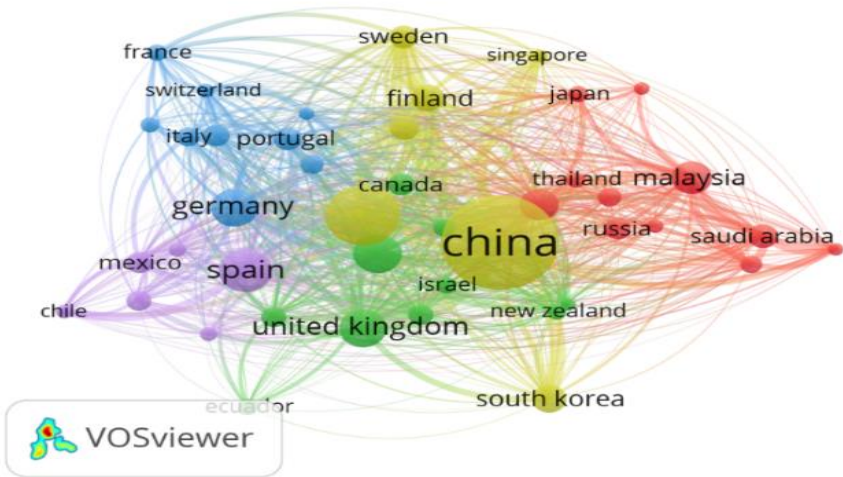 france
sweden
singapore
switzerland
finland
japan
italy
portugal
canada
thailand
malaysia
germany
china
russia
saudi arabia
mexico
spain
israel
chile
united kingdom
new zealand
ecuador
south korea
VOSviewer